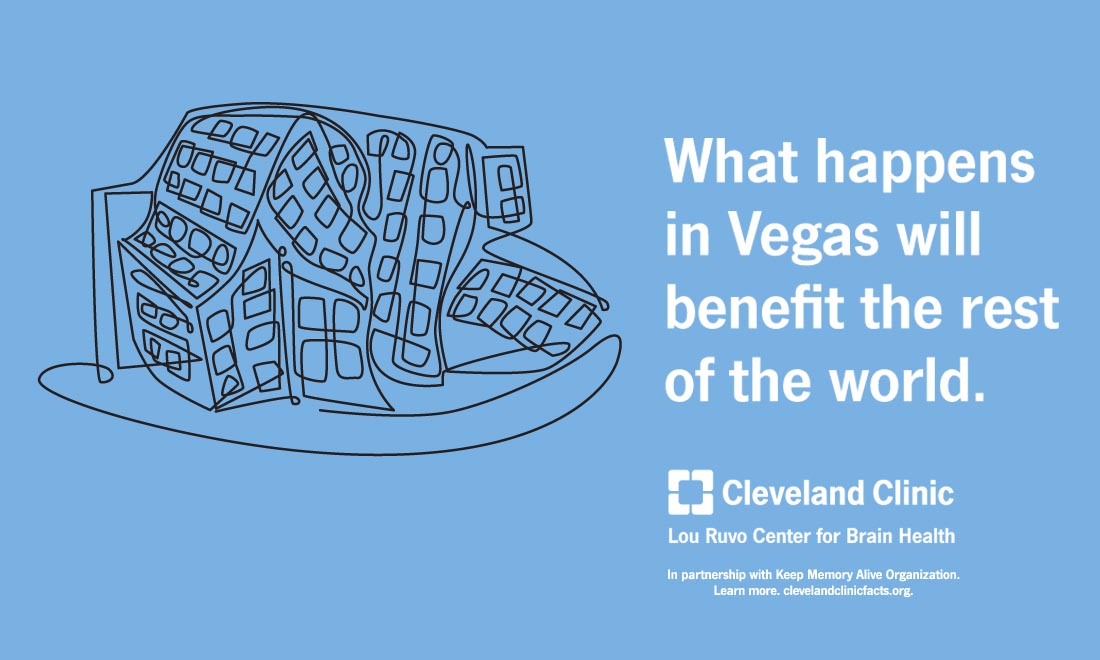 What happens
in Vegas will
benefit the rest
of the world.
Cleveland Clinic
Lou Ruvo Center for Brain Health
In partnership with Keep Memory Alive Organization.
Learn more. clevelandclinicfacts.org.